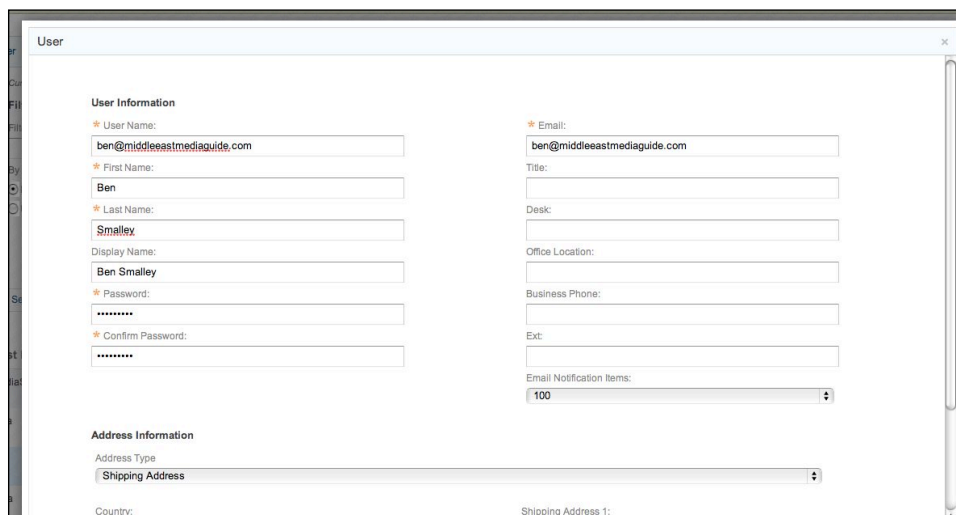 User
×
User Information
* User Name:
ben@middleeastmediaguide.com
* First Name:
Ben
* Last Name:
Smalley
Display Name:
Ben Smalley
* Password:
•••••••••
* Confirm Password:
•••••••••
* Email:
ben@middleeastmediaguide.com
Title:
Desk:
Office Location:
Business Phone:
Ext:
Email Notification Items:
100
Address Information
Address Type
Shipping Address
Country:
Shipping Address 1: